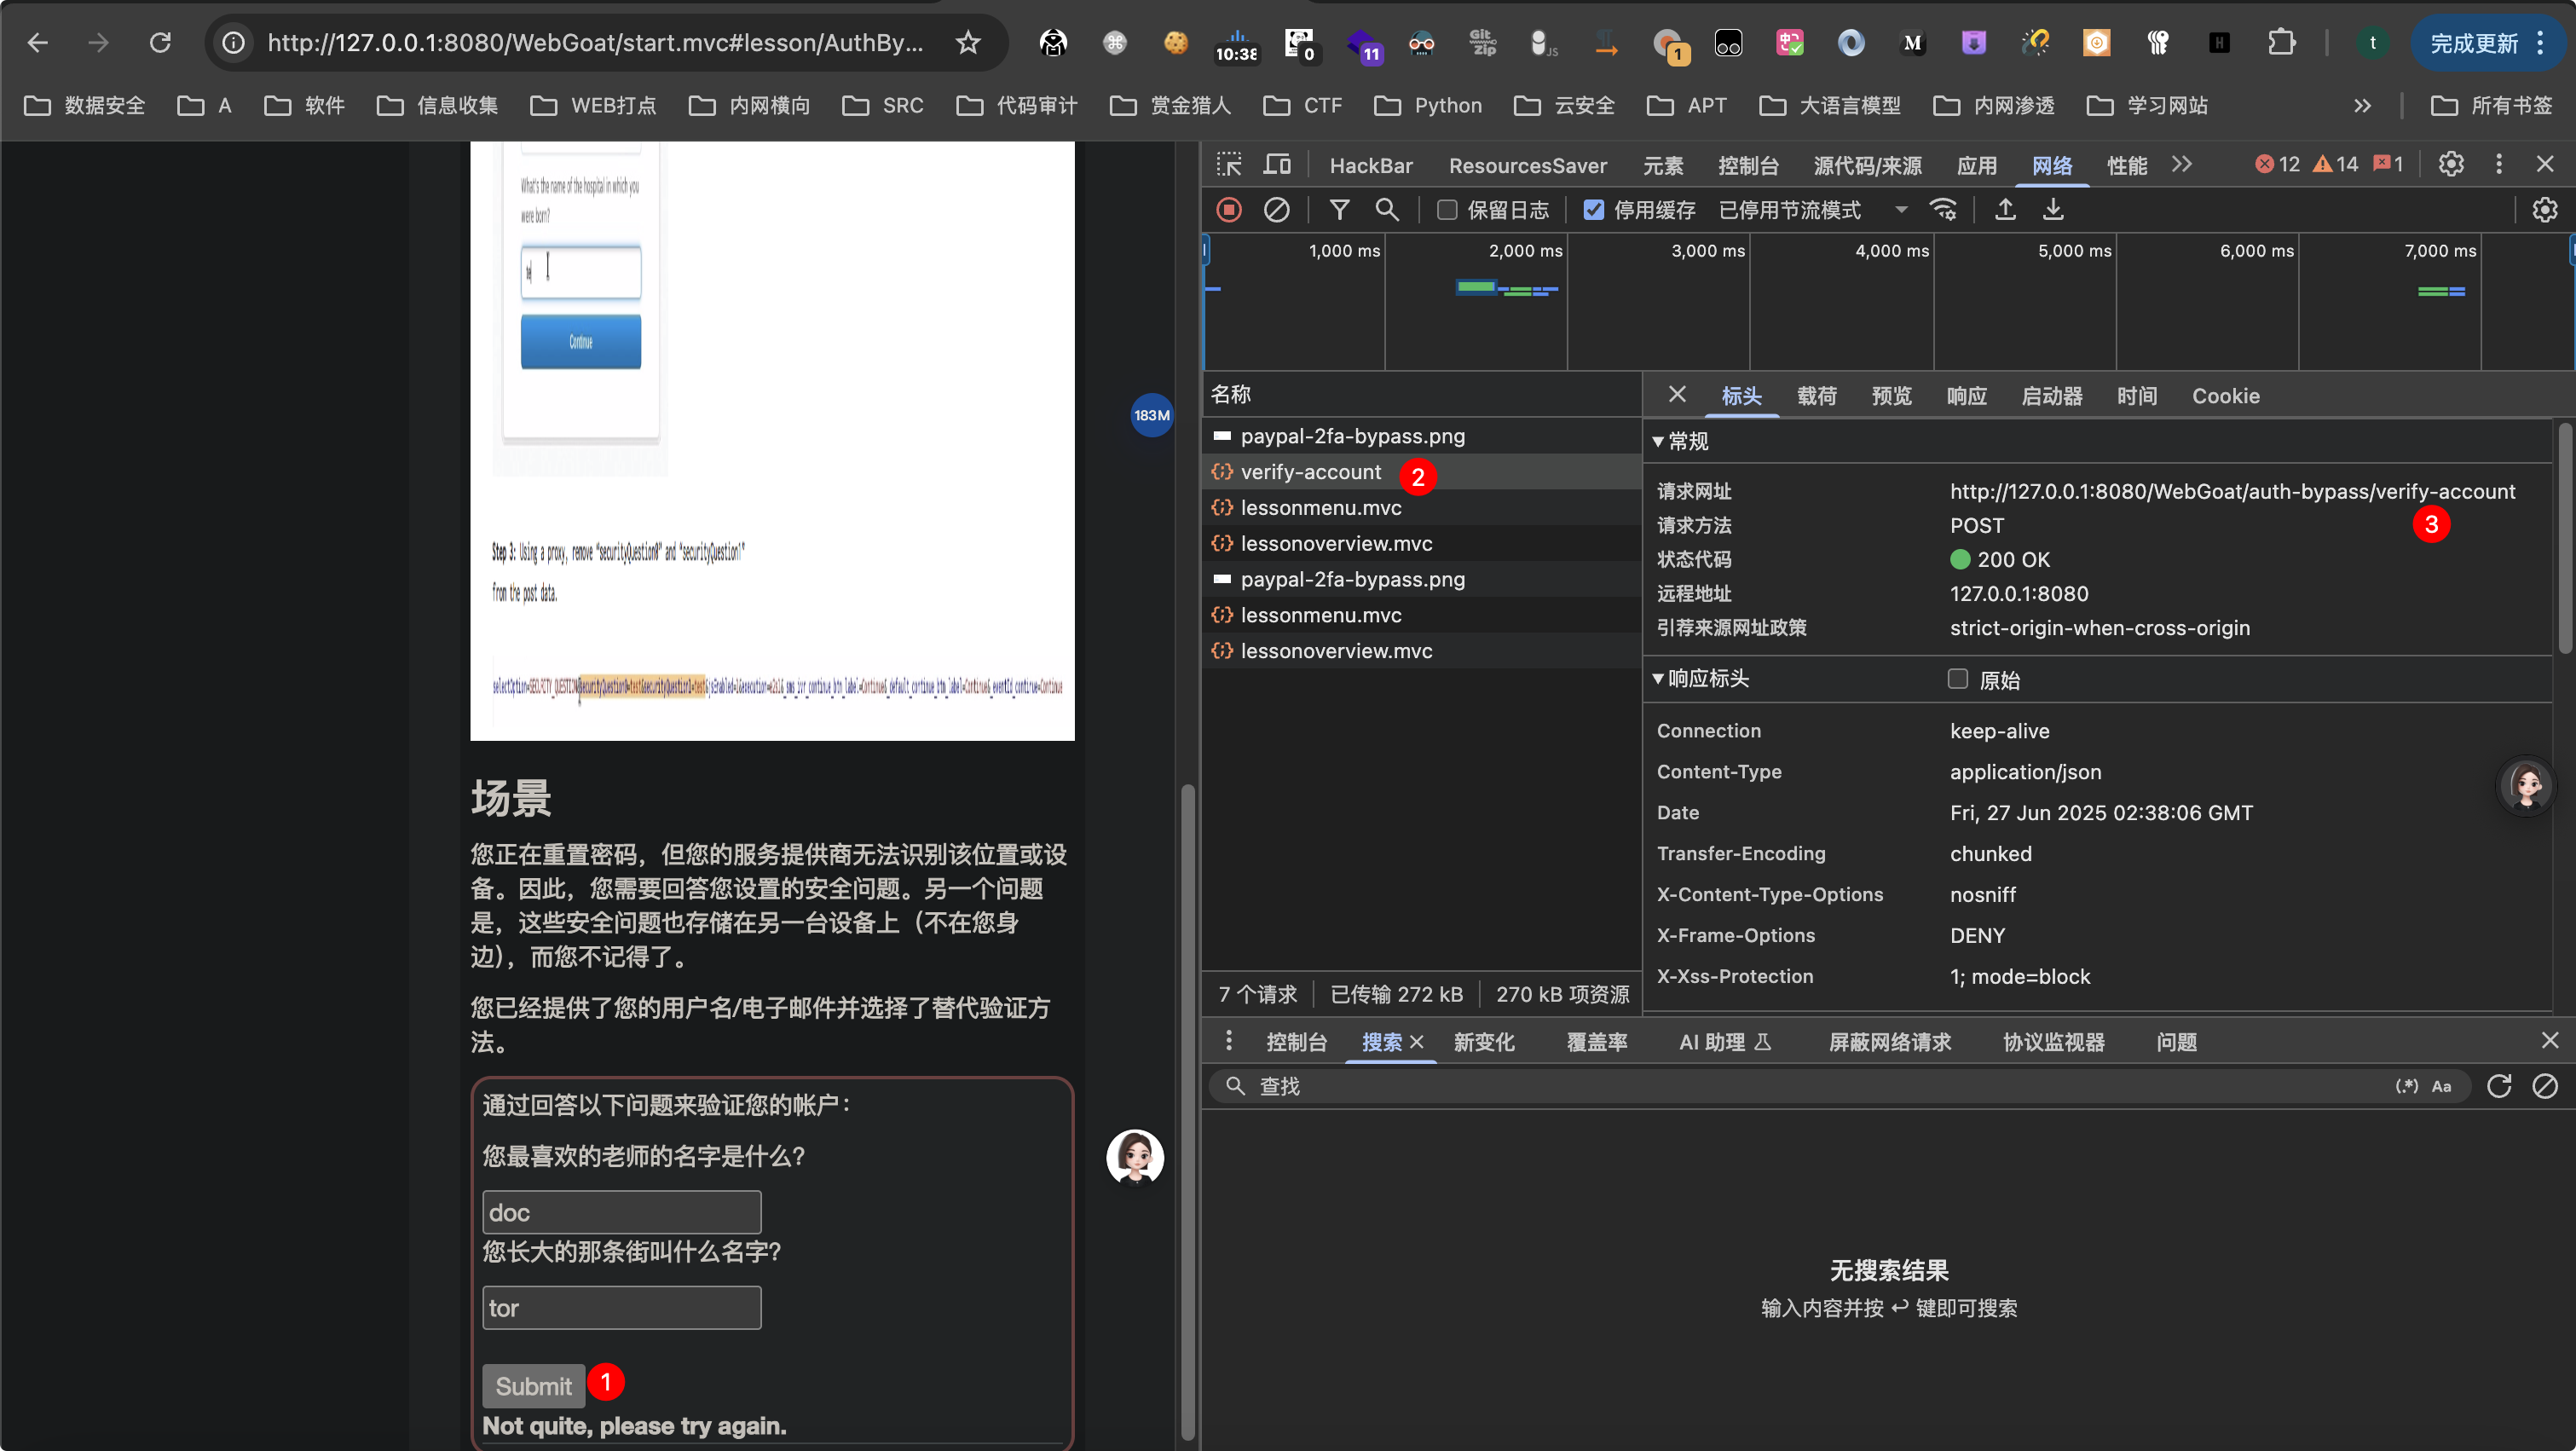 http://127.0.0.1:8080/WebGoat/start.mvc#lesson/AuthBy...
10:38
0
11
Git
Zip
JS
1
M
H
t
完成更新
数据安全
A
软件
信息收集
WEB打点
内网横向
SRC
代码审计
赏金猎人
CTF
Python
云安全
APT
大语言模型
内网渗透
学习网站
所有书签
What's the name of the hospital in which you
were born?
Continue
Step 3: Using a proxy, remove "securityQuestion0" and "securityQuestion1"
from the post data.
场景
您正在重置密码，但您的服务提供商无法识别该位置或设
备。因此，您需要回答您设置的安全问题。另一个问题
是，这些安全问题也存储在另一台设备上（不在您身
边），而您不记得了。
您已经提供了您的用户名/电子邮件并选择了替代验证方
法。
通过回答以下问题来验证您的帐户：
您最喜欢的老师的名字是什么？
doc
您长大的那条街叫什么名字？
tor
Submit
1
Not quite, please try again.
183M
HackBar
ResourcesSaver
元素
控制台
源代码/来源
应用
网络
性能
12
14
1
保留日志
停用缓存
已停用节流模式
1,000 ms
2,000 ms
3,000 ms
4,000 ms
5,000 ms
6,000 ms
7,000 ms
名称
paypal-2fa-bypass.png
verify-account
2
lessonmenu.mvc
lessonoverview.mvc
paypal-2fa-bypass.png
lessonmenu.mvc
lessonoverview.mvc
7 个请求
已传输 272 kB
270 kB 项资源
标头
载荷
预览
响应
启动器
时间
Cookie
常规
请求网址
http://127.0.0.1:8080/WebGoat/auth-bypass/verify-account
请求方法
POST
3
状态代码
200 OK
远程地址
127.0.0.1:8080
引荐来源网址政策
strict-origin-when-cross-origin
响应标头
原始
Connection
keep-alive
Content-Type
application/json
Date
Fri, 27 Jun 2025 02:38:06 GMT
Transfer-Encoding
chunked
X-Content-Type-Options
nosniff
X-Frame-Options
DENY
X-Xss-Protection
1; mode=block
控制台
搜索
新变化
覆盖率
AI 助理
屏蔽网络请求
协议监视器
问题
查找
(.*)
Aa
无搜索结果
输入内容并按 ↩ 键即可搜索